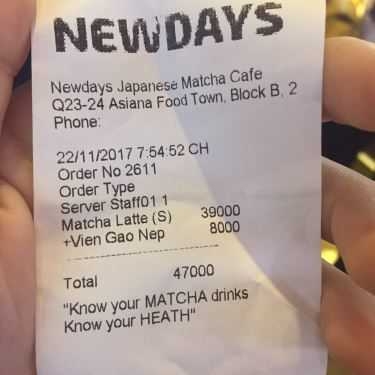 NEWDAYS
Newdays Japanese Matcha Cafe
Q23-24 Asiana Food Town, Block B, 2
Phone:
22/11/2017 7:54:52 CH
Order No 2611
Order Type
Server Staff01 1
Matcha Latte (S) 39000
+Vien Gao Nep 8000
Total 47000
"Know your MATCHA drinks
Know your HEATH"